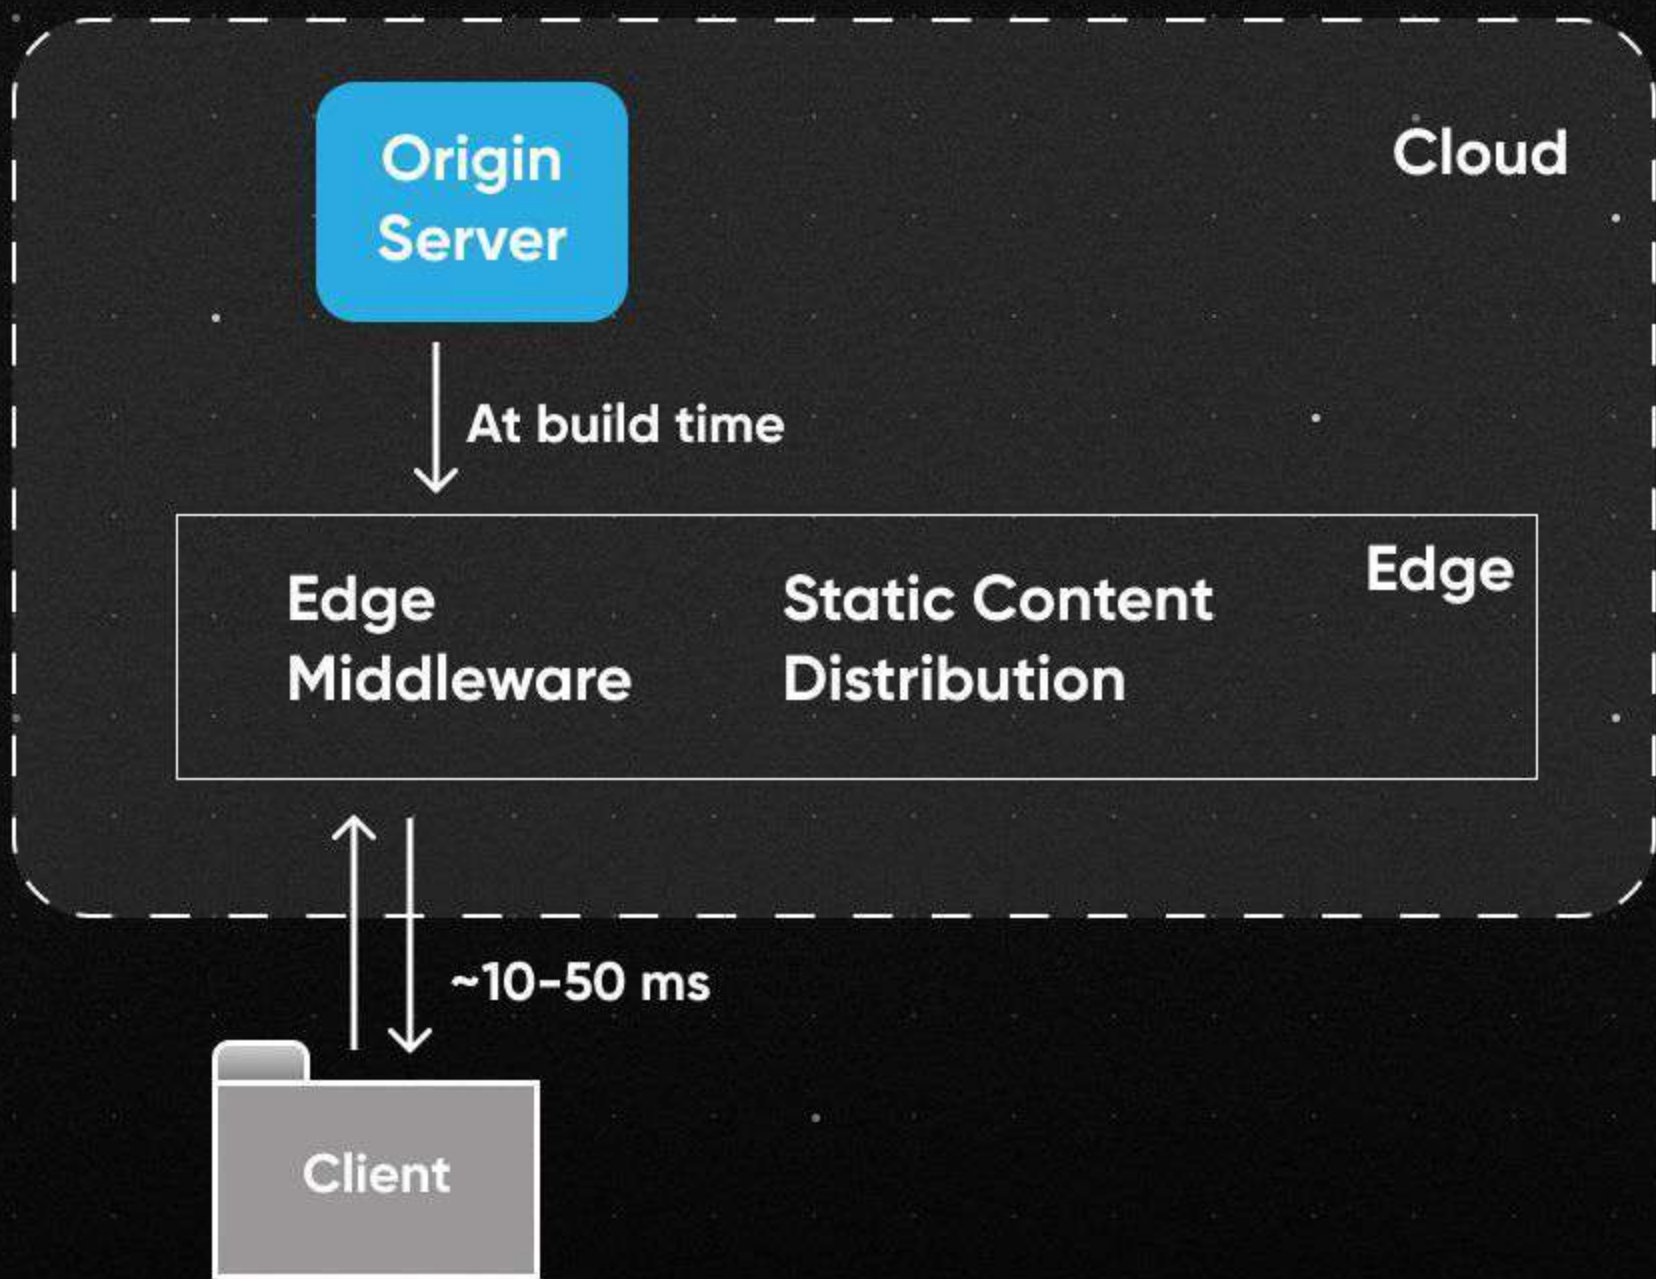 Origin
Server
Cloud
At build time
Edge
Edge
Middleware
Static Content
Distribution
~10-50 ms
Client